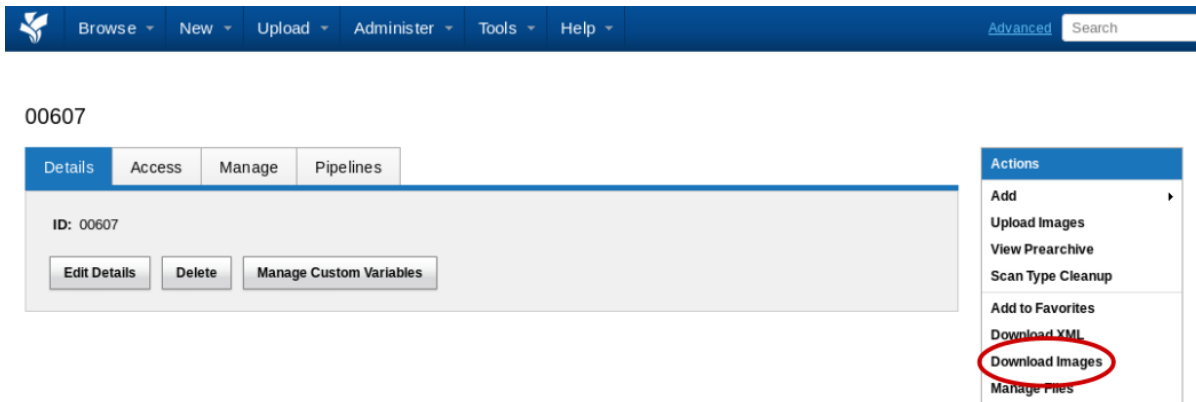 Browse New Upload Administer Tools Help Advanced Search
00607
Details Access Manage Pipelines
ID: 00607
Edit Details Delete Manage Custom Variables
Actions
Add
Upload Images
View Prearchive
Scan Type Cleanup
Add to Favorites
Download XML
Download Images
Manage Files